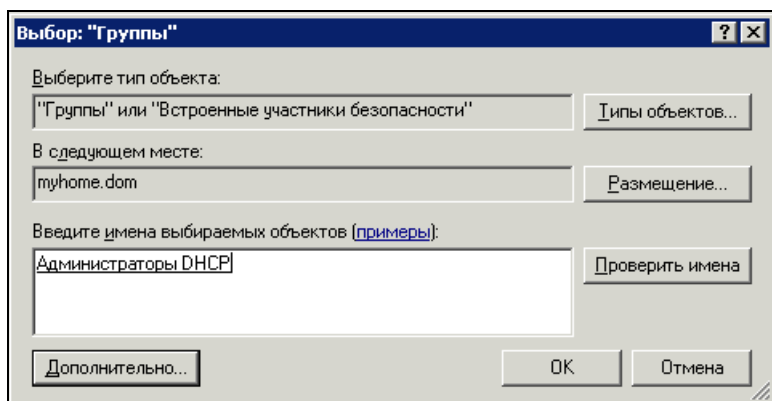 Выбор: "Группы"
Выберите тип объекта:
"Группы" или "Встроенные участники безопасности"
Типы объектов...
В следующем месте:
myhome.dom
Размещение...
Введите имена выбираемых объектов (примеры):
Администраторы DHCP
Проверить имена
Дополнительно...
OK
Отмена